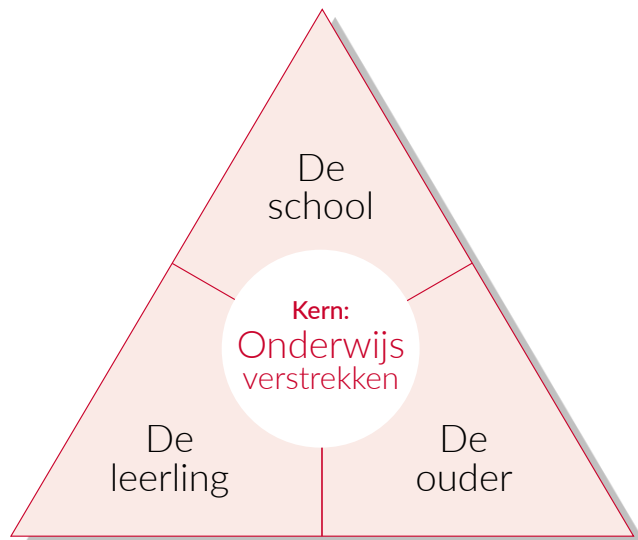 De
school
Kern:
Onderwijs
verstrekken
De
leerling
De
ouder